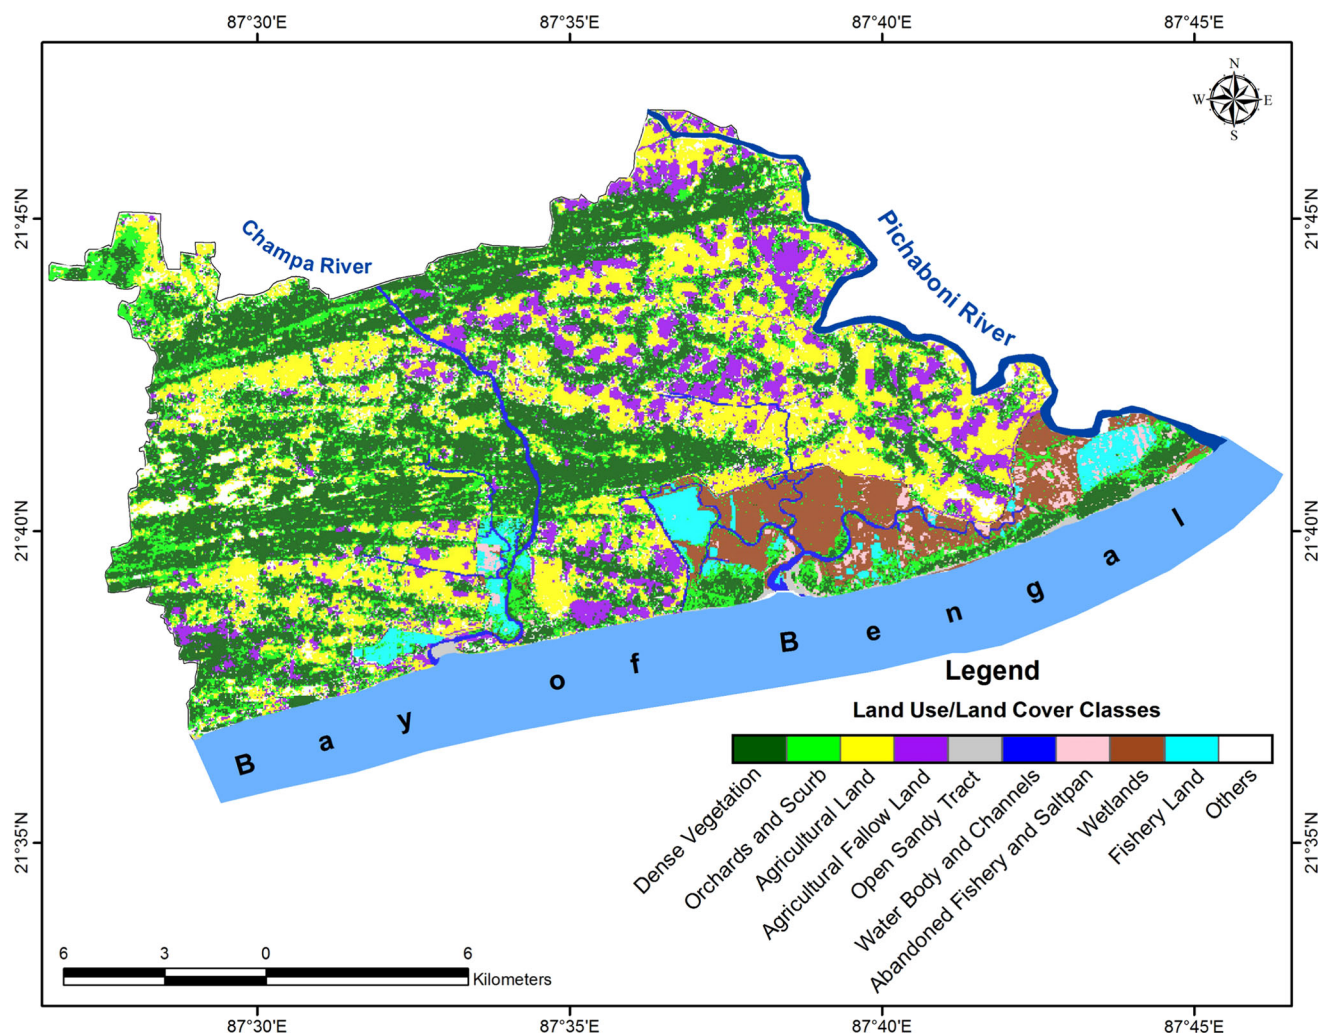 87°30'E 87°35'E 87°40'E 87°45'E
N
W E
S
21°45'N 21°45'N
Champa River
Pichaboni River
21°40'N 21°40'N
Bay of Bengal
Legend
Land Use/Land Cover Classes
Dense Vegetation
Orchards and Scurb
Agricultural Land
Agricultural Fallow Land
Open Sandy Tract
Water Body and Channels
Abandoned Fishery and Saltpan
Wetlands
Fishery Land
Others
21°35'N 21°35'N
6 3 0 6
Kilometers
87°30'E 87°35'E 87°40'E 87°45'E